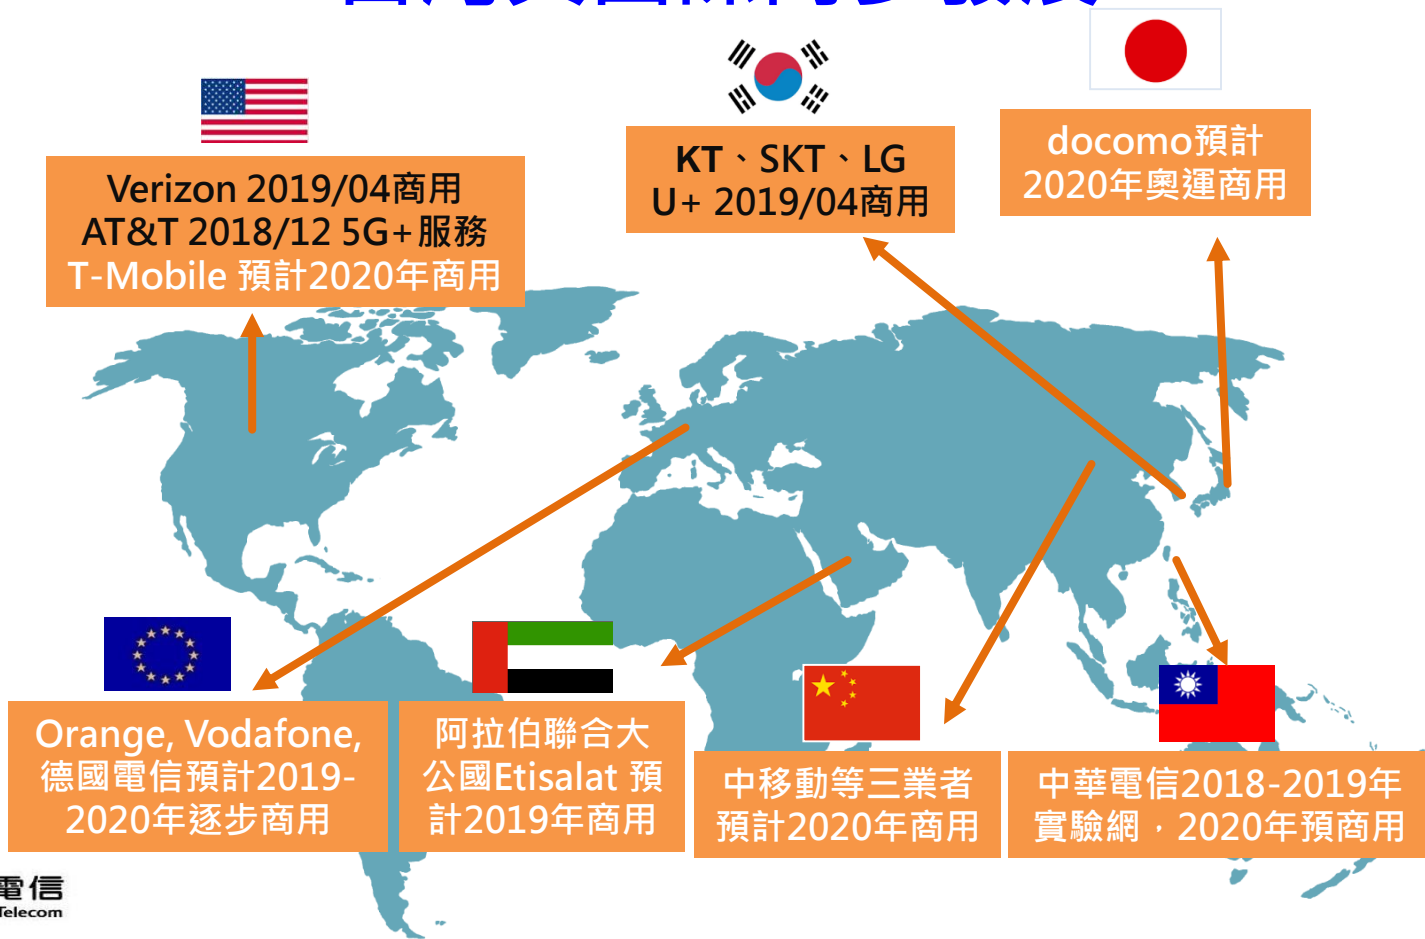 Verizon 2019/04商用
AT&T 2018/12 5G+服務
T-Mobile 預計2020年商用
KT、SKT、LG
U+ 2019/04商用
docomo預計
2020年奧運商用
Orange, Vodafone,
德國電信預計2019-
2020年逐步商用
阿拉伯聯合大
公國Etisalat 預
計2019年商用
中移動等三業者
預計2020年商用
中華電信2018-2019年
實驗網，2020年預商用
電信
Telecom